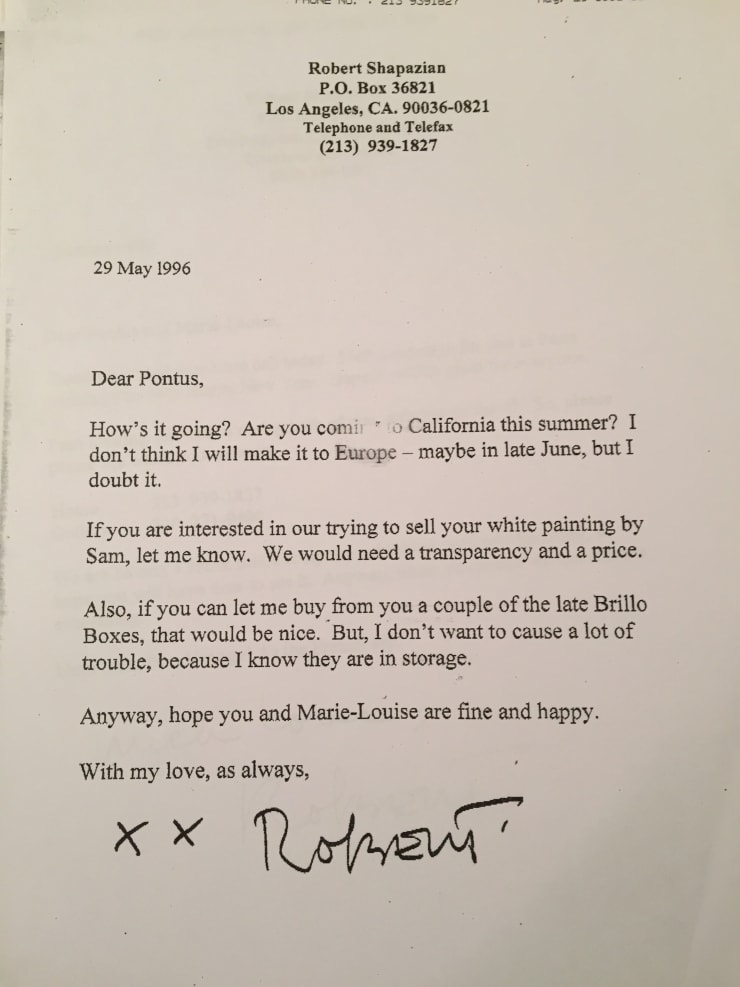 Robert Shapazian
P.O. Box 36821
Los Angeles, CA. 90036-0821
Telephone and Telefax
(213) 939-1827
29 May 1996
Dear Pontus,
How's it going? Are you to California this summer? I
don't think I will make it to Europe – maybe in late June, but I
doubt it.
If you are interested in our trying to sell your white painting by
Sam, let me know. We would need a transparency and a price.
Also, if you can let me buy from you a couple of the late Brillo
Boxes, that would be nice. But, I don't want to cause a lot of
trouble, because I know they are in storage.
Anyway, hope you and Marie-Louise are fine and happy.
With my love, as always,
x x Robert